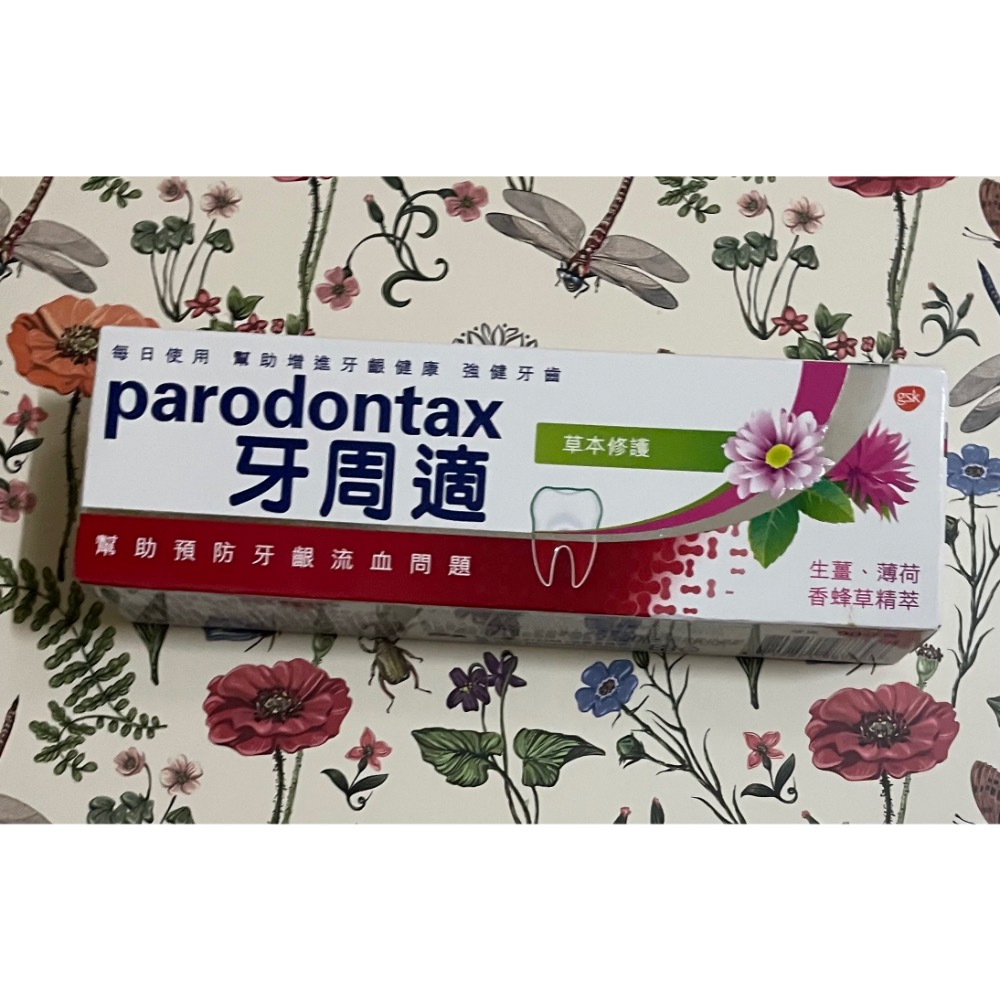 每日使用 幫助增進牙齦健康 強健牙齒
parodontax
牙周適
草本修護
幫助預防牙齦流血問題
gsk
生薑、薄荷
香蜂草精萃